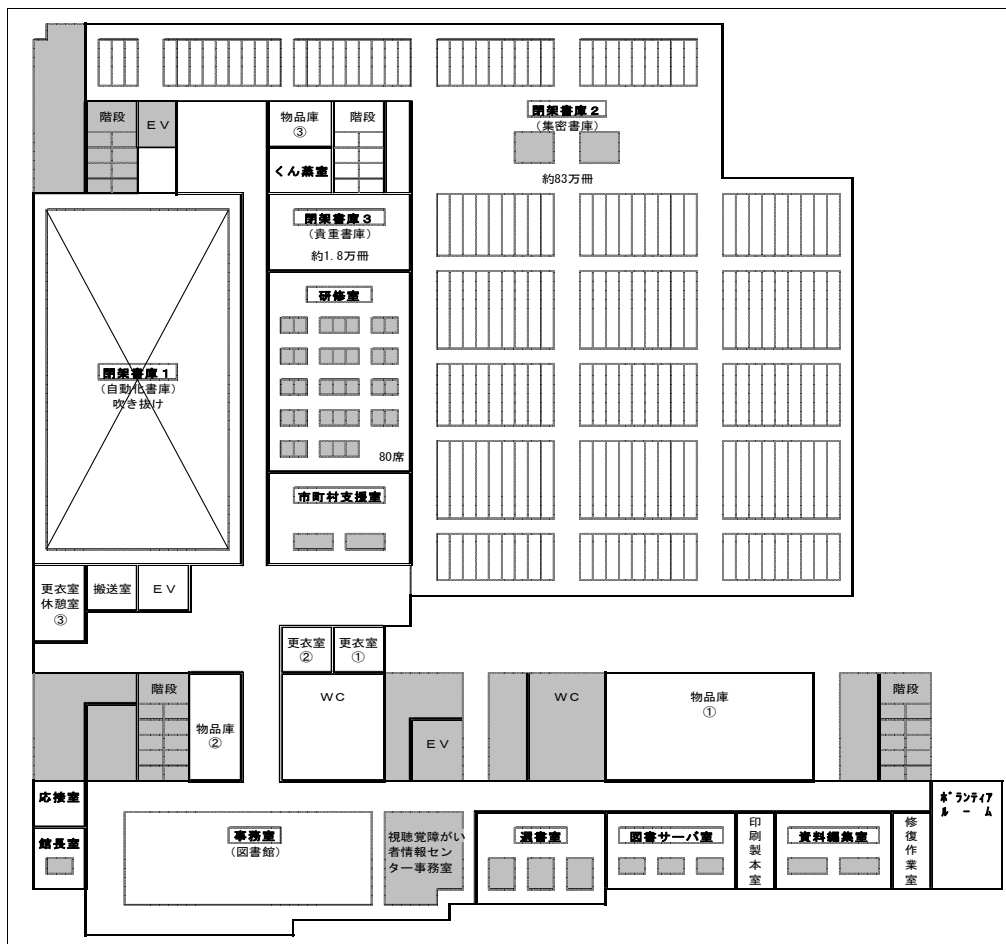 階段
ＥＶ
物品庫
③
階段
くん蒸室
閉架書庫２
(集密書庫)
約83万冊
閉架書庫３
(貴重書庫)
約1.8万冊
研修室
80席
閉架書庫１
(自動化書庫)
吹き抜け
市町村支援室
更衣室
休憩室
③
搬送室
ＥＶ
更衣室
②
更衣室
①
階段
物品庫
②
ＷＣ
ＥＶ
ＷＣ
物品庫
①
階段
応接室
館長室
事務室
(図書館)
視聴覚障がい
者情報セン
ター事務室
選書室
図書サーバ室
印刷製本室
資料編集室
修復作業室
ﾎﾞﾗﾝﾃｨｱ
ﾙｰﾑ